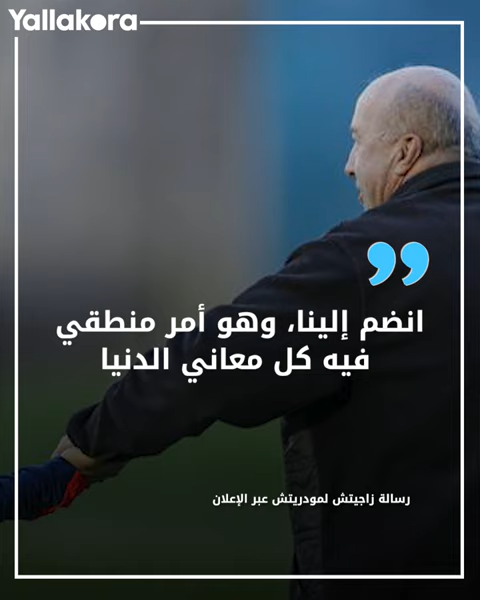 Yallakora
انضم إلينا، وهو أمر منطقي
فيه كل معاني الدنيا
رسالة زاجيتش لمودريتش عبر الإعلان